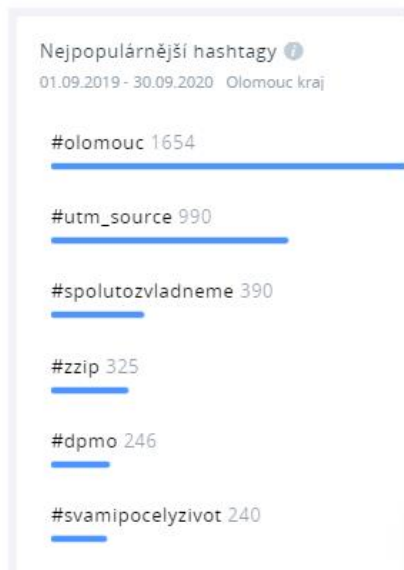 Nejpopulárnější hashtagy i
01.09.2019 - 30.09.2020 Olomouc kraj
#olomouc 1654
#utm_source 990
#spolutozvladneme 390
#zzip 325
#dpmo 246
#svamipocelyzivot 240